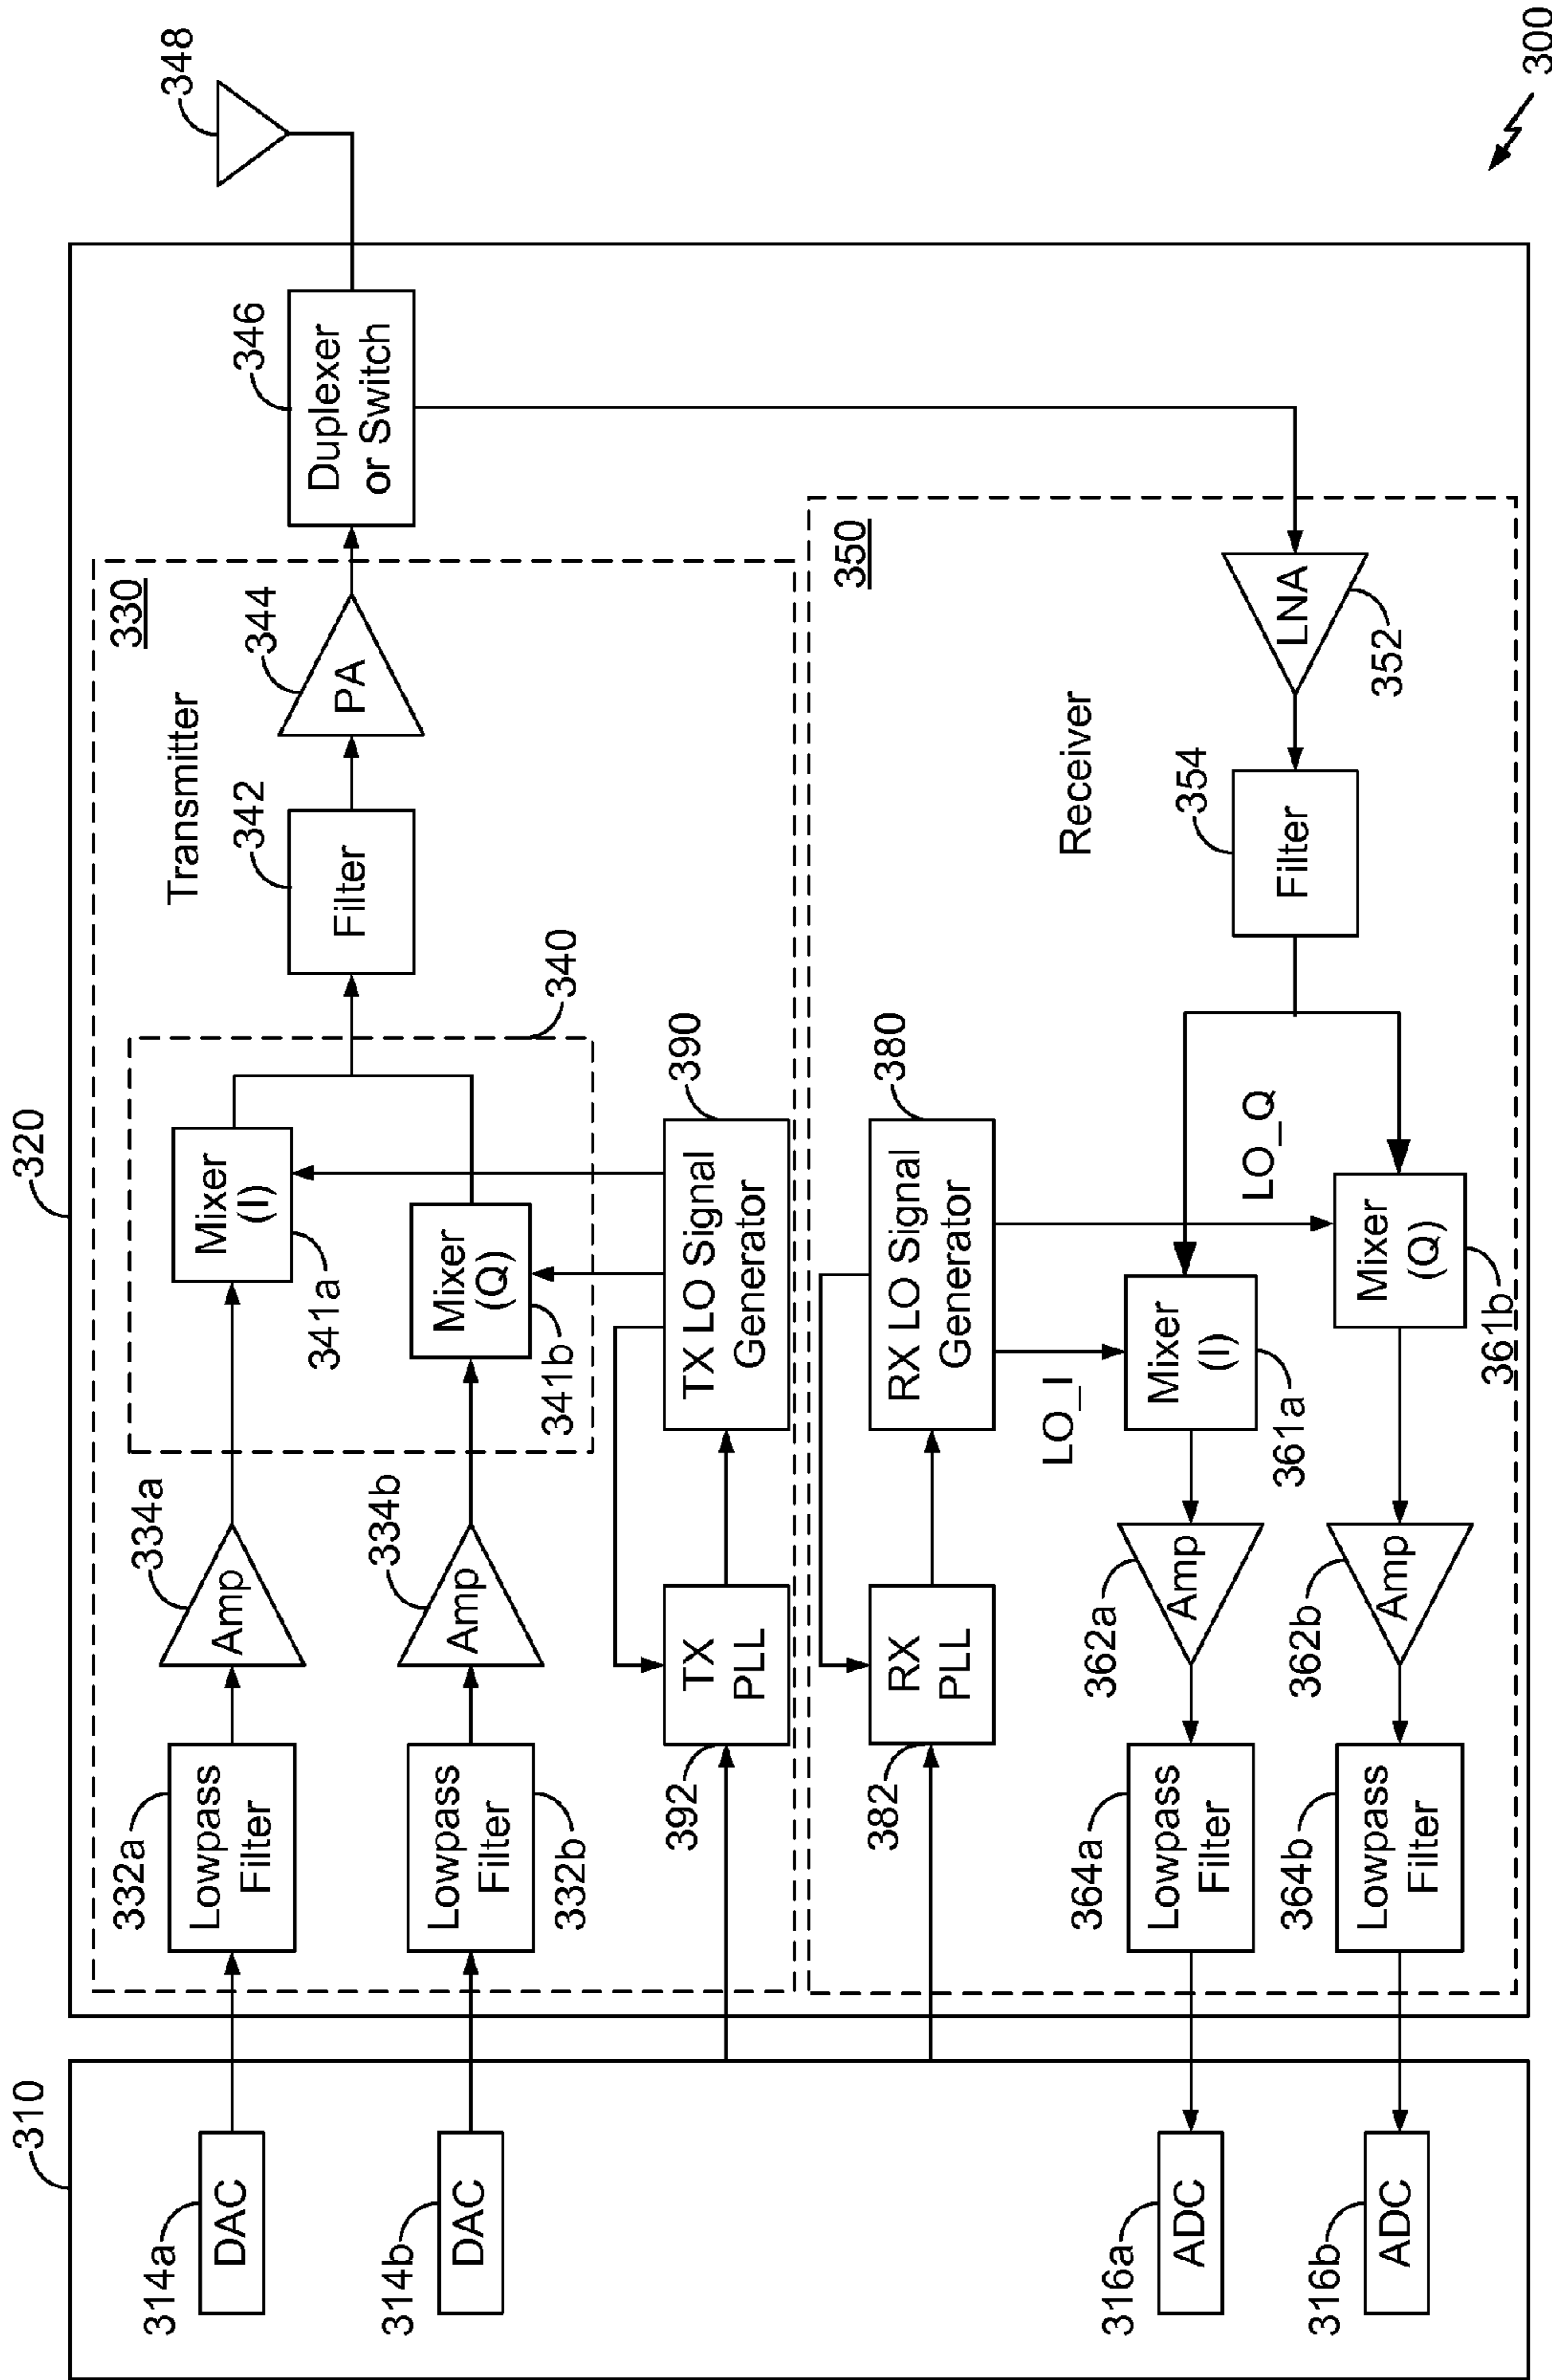 320
310
330
Transmitter
348
314a
DAC
332a
Lowpass
Filter
334a
Amp
Mixer
(I)
341a
342
Filter
344
PA
346
Duplexer
or Switch
340
314b
DAC
332b
Lowpass
Filter
334b
Amp
Mixer
(Q)
341b
392
TX
PLL
390
TX LO Signal
Generator
350
Receiver
382
RX
PLL
380
RX LO Signal
Generator
LO_I
LO_Q
316a
ADC
364a
Lowpass
Filter
362a
Amp
Mixer
(I)
361a
354
Filter
LNA
352
316b
ADC
364b
Lowpass
Filter
362b
Amp
Mixer
(Q)
361b
300